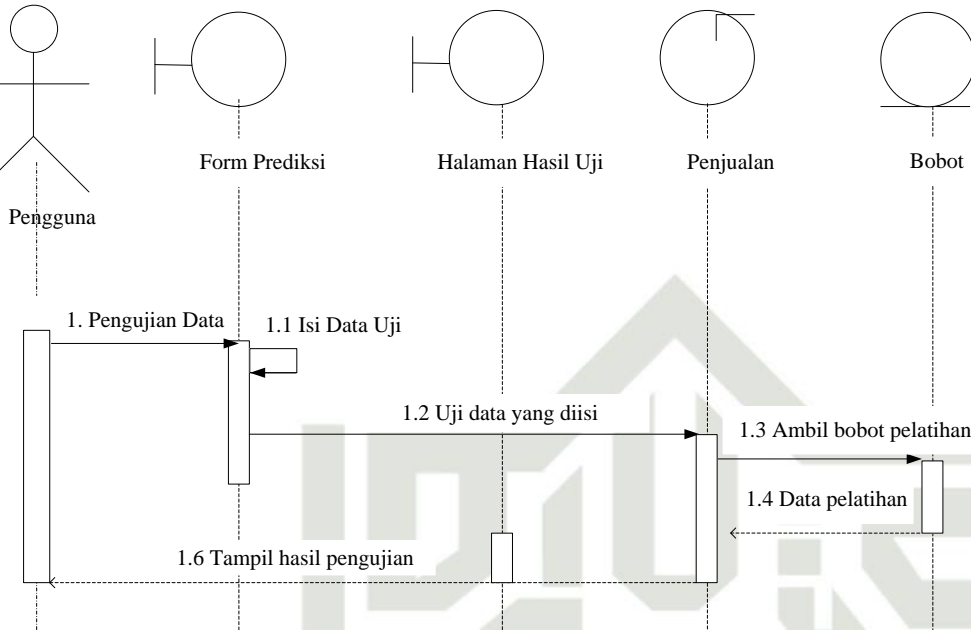 Form Prediksi
Halaman Hasil Uji
Penjualan
Bobot
Pengguna
1. Pengujian Data
1.1 Isi Data Uji
1.2 Uji data yang diisi
1.3 Ambil bobot pelatihan
1.4 Data pelatihan
1.6 Tampil hasil pengujian